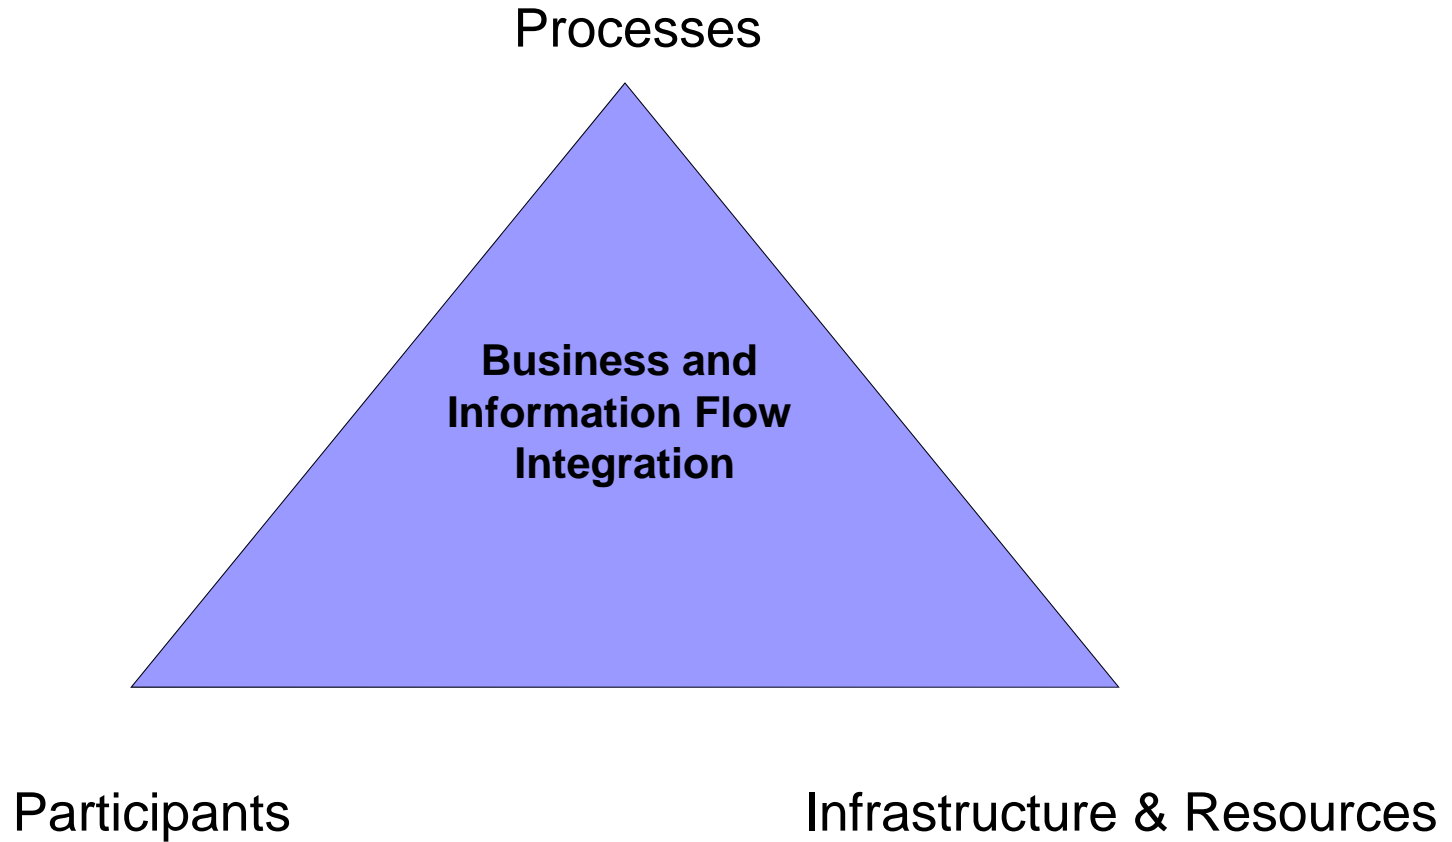 Processes
Business and
Information Flow
Integration
Participants
Infrastructure & Resources